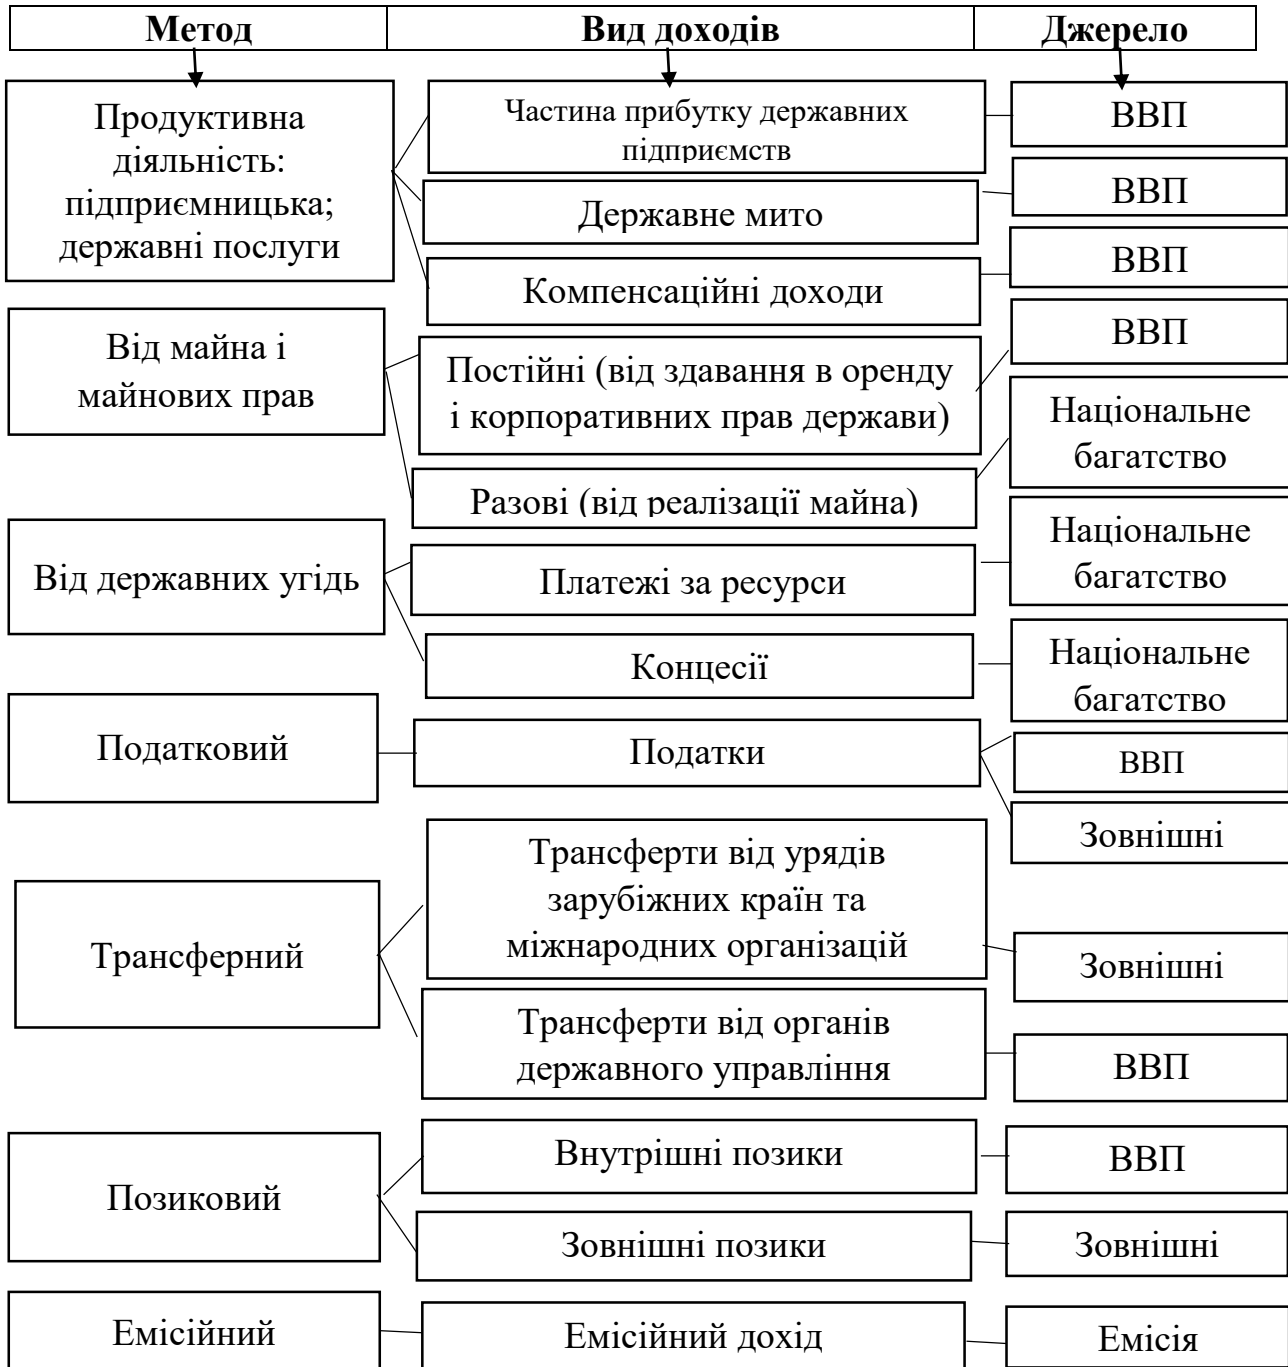 Метод Вид доходів Джерело
Продуктивна
діяльність:
підприємницька;
державні послуги
Частина прибутку державних
підприємств
ВВП
Державне мито
ВВП
Компенсаційні доходи
ВВП
Від майна і
майнових прав
Постійні (від здавання в оренду
і корпоративних прав держави)
ВВП
Разові (від реалізації майна)
Національне
багатство
Від державних угідь
Платежі за ресурси
Національне
багатство
Концесії
Національне
багатство
Податковий
Податки
ВВП
Зовнішні
Трансферний
Трансферти від урядів
зарубіжних країн та
міжнародних організацій
Зовнішні
Трансферти від органів
державного управління
ВВП
Позиковий
Внутрішні позики
ВВП
Зовнішні позики
Зовнішні
Емісійний
Емісійний дохід
Емісія